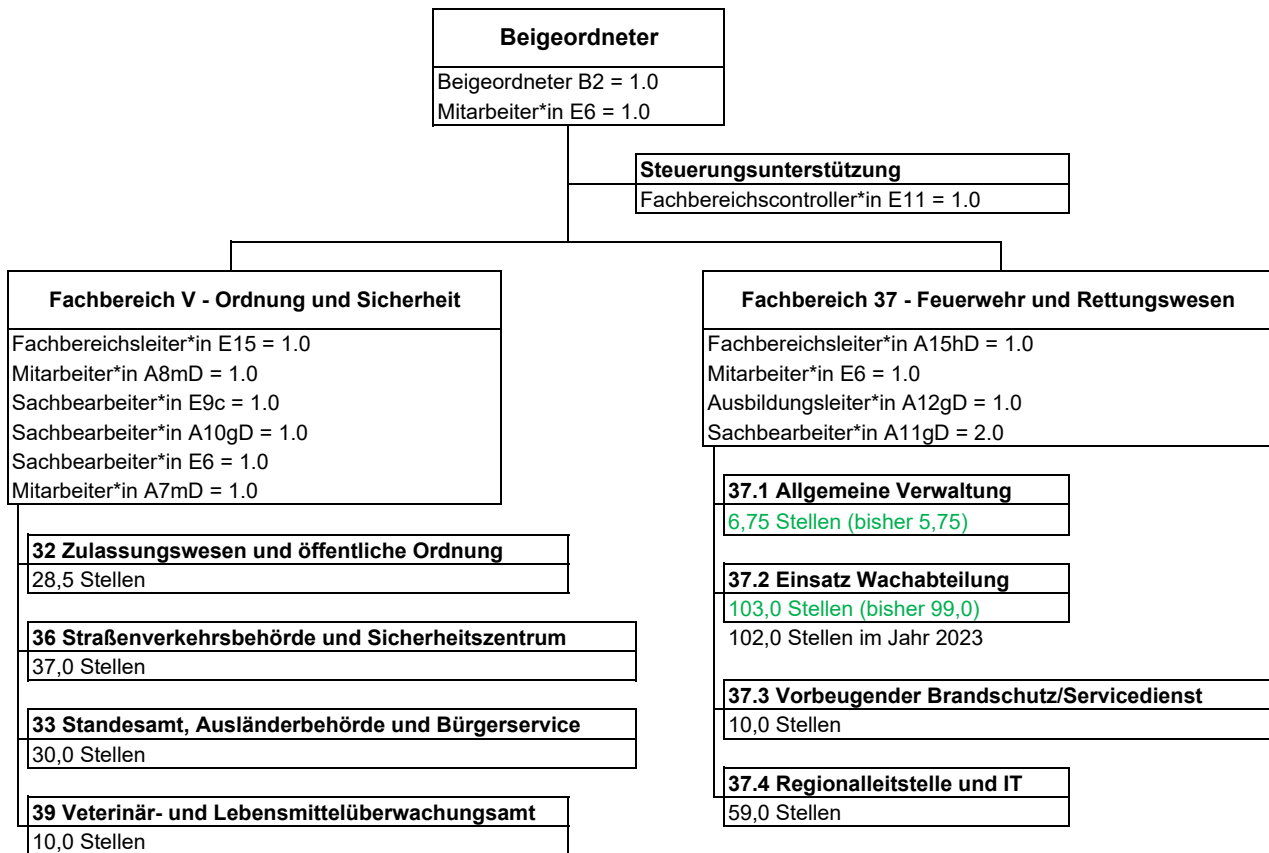 Beigeordneter
Beigeordneter B2 = 1.0
Mitarbeiter*in E6 = 1.0
Steuerungsunterstützung
Fachbereichscontroller*in E11 = 1.0
Fachbereich V - Ordnung und Sicherheit
Fachbereichsleiter*in E15 = 1.0
Mitarbeiter*in A8mD = 1.0
Sachbearbeiter*in E9c = 1.0
Sachbearbeiter*in A10gD = 1.0
Sachbearbeiter*in E6 = 1.0
Mitarbeiter*in A7mD = 1.0
32 Zulassungswesen und öffentliche Ordnung
28,5 Stellen
36 Straßenverkehrsbehörde und Sicherheitszentrum
37,0 Stellen
33 Standesamt, Ausländerbehörde und Bürgerservice
30,0 Stellen
39 Veterinär- und Lebensmittelüberwachungsamt
10,0 Stellen
Fachbereich 37 - Feuerwehr und Rettungswesen
Fachbereichsleiter*in A15hD = 1.0
Mitarbeiter*in E6 = 1.0
Ausbildungsleiter*in A12gD = 1.0
Sachbearbeiter*in A11gD = 2.0
37.1 Allgemeine Verwaltung
6,75 Stellen (bisher 5,75)
37.2 Einsatz Wachabteilung
103,0 Stellen (bisher 99,0)
102,0 Stellen im Jahr 2023
37.3 Vorbeugender Brandschutz/Servicedienst
10,0 Stellen
37.4 Regionalleitstelle und IT
59,0 Stellen